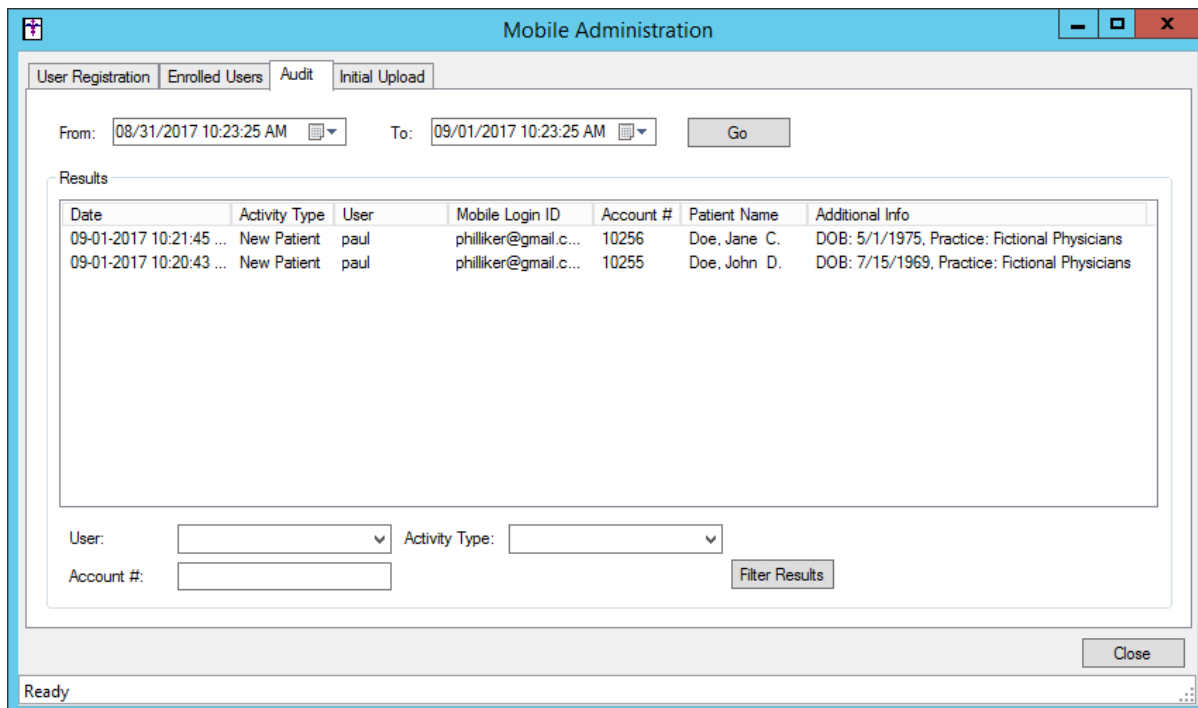 Mobile Administration
User Registration Enrolled Users Audit Initial Upload
From: 08/31/2017 10:23:25 AM To: 09/01/2017 10:23:25 AM Go
Results
Date Activity Type User Mobile Login ID Account # Patient Name Additional Info
09-01-2017 10:21:45 ... New Patient paul philliker@gmail.c... 10256 Doe, Jane C. DOB: 5/1/1975, Practice: Fictional Physicians
09-01-2017 10:20:43 ... New Patient paul philliker@gmail.c... 10255 Doe, John D. DOB: 7/15/1969, Practice: Fictional Physicians
User: Activity Type:
Account #: Filter Results
Close
Ready